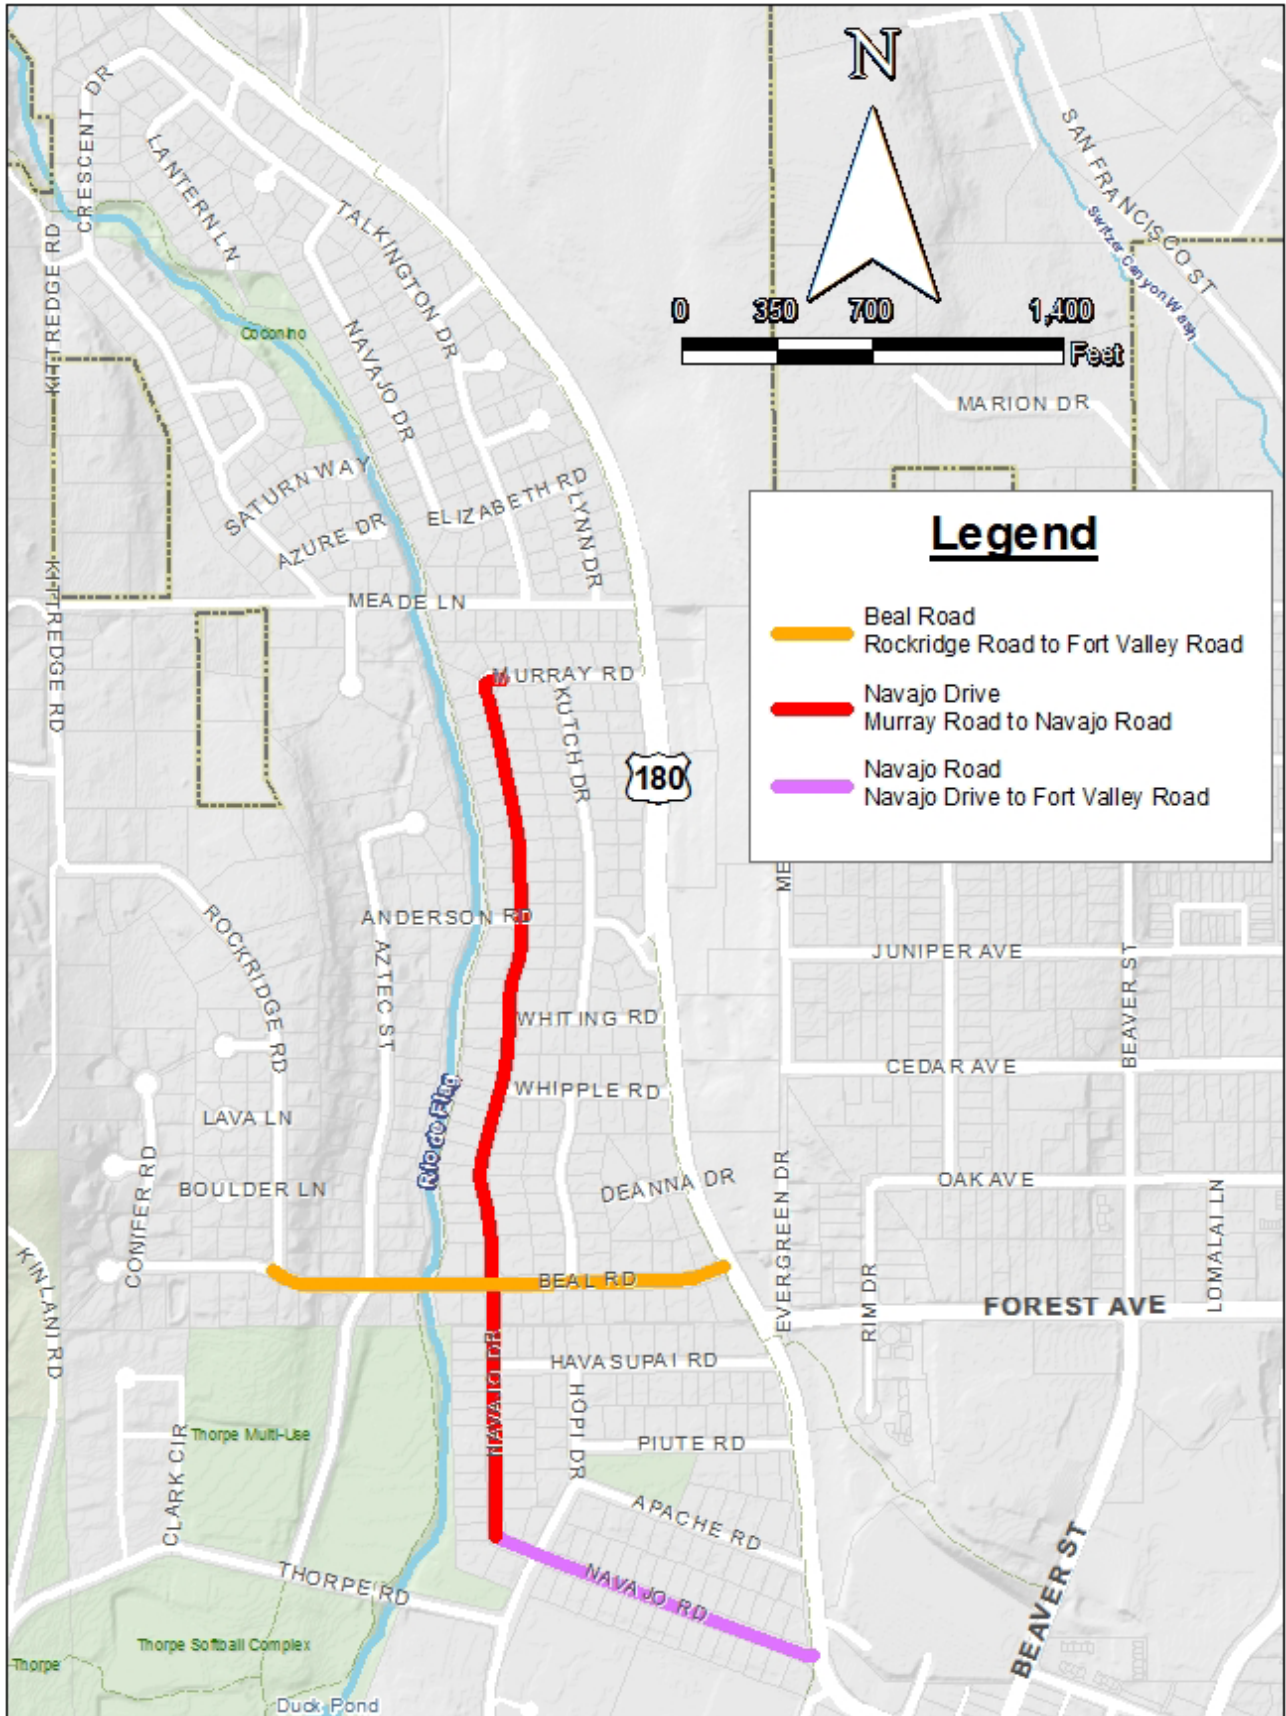 N
CRESCENT DR
LANTERN LN
SAN FRANCISCO ST
TALKINGTON DR
Switzer Canyon Wash
KITTREDGE RD
0 350 700 1,400
Feet
Coconino
NAVAJO DR
MARION DR
SATURN WAY
ELIZABETH RD
LYNN DR
AZURE DR
Legend
Beal Road
Rockridge Road to Fort Valley Road
Navajo Drive
Murray Road to Navajo Road
Navajo Road
Navajo Drive to Fort Valley Road
MEADE LN
KITTREDGE RD
MURRAY RD
KUTCH DR
180
ME
ROCKRIDGE RD
ANDERSON RD
AZTEC ST
JUNIPER AVE
BEAVER ST
WHITING RD
CEDAR AVE
WHIPPLE RD
Rio de Flag
LAVA LN
CONIFER RD
BOULDER LN
DEANNA DR
EVERGREEN DR
OAK AVE
LOMALAI LN
KINLANI RD
BEAL RD
RIM DR
FOREST AVE
NAVAJO DR
HAVASUPAI RD
HOPI DR
Thorpe Multi-Use
PIUTE RD
CLARK CIR
APACHE RD
THORPE RD
NAVAJO RD
BEAVER ST
Thorpe Softball Complex
Thorpe
Duck Pond